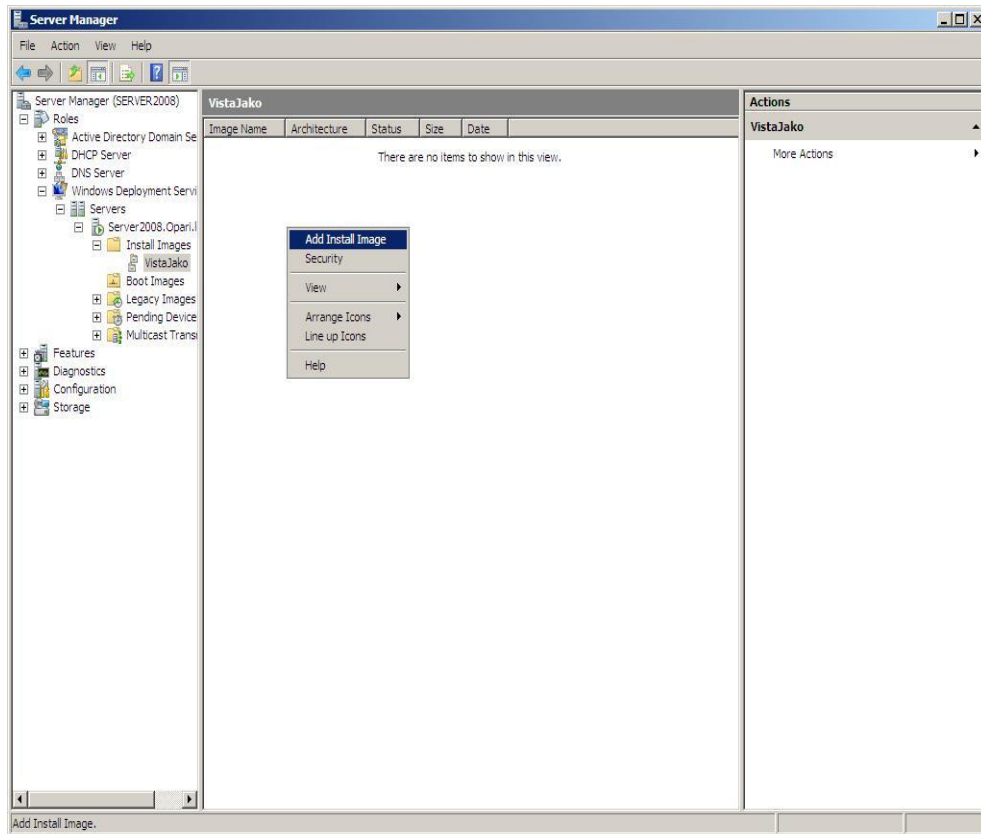 Server Manager
File Action View Help
Server Manager (SERVER2008)
Roles
Active Directory Domain Se
DHCP Server
DNS Server
Windows Deployment Servi
Servers
Server2008.Opari.l
Install Images
VistaJako
Boot Images
Legacy Images
Pending Device
Multicast Trans
Features
Diagnostics
Configuration
Storage
VistaJako
Image Name Architecture Status Size Date
There are no items to show in this view.
Add Install Image
Security
View
Arrange Icons
Line up Icons
Help
Actions
VistaJako
More Actions
Add Install Image.